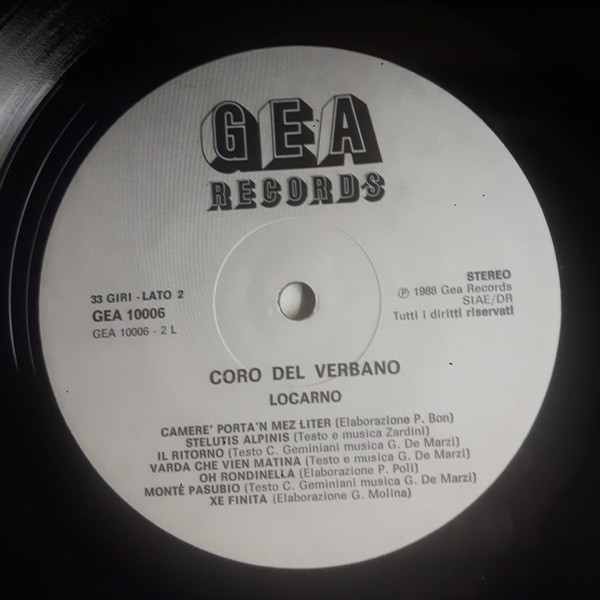 GEA
RECORDS
33 GIRI - LATO 2
GEA 10006
GEA 10006 - 2 L
STEREO
℗ 1988 Gea Records
SIAE/DR
Tutti i diritti riservati
CORO DEL VERBANO
LOCARNO
CAMERE' PORTA'N MEZ LITER (Elaborazione P. Bon)
STELUTIS ALPINIS (Testo e musica Zardini)
IL RITORNO (Testo C. Geminiani musica G. De Marzi)
VARDA CHE VIEN MATINA (Testo e musica G. De Marzi)
OH RONDINELLA (Elaborazione P. Poli)
MONTE PASUBIO (Testo C. Geminiani musica G. De Marzi)
XE FINITA (Elaborazione G. Molina)